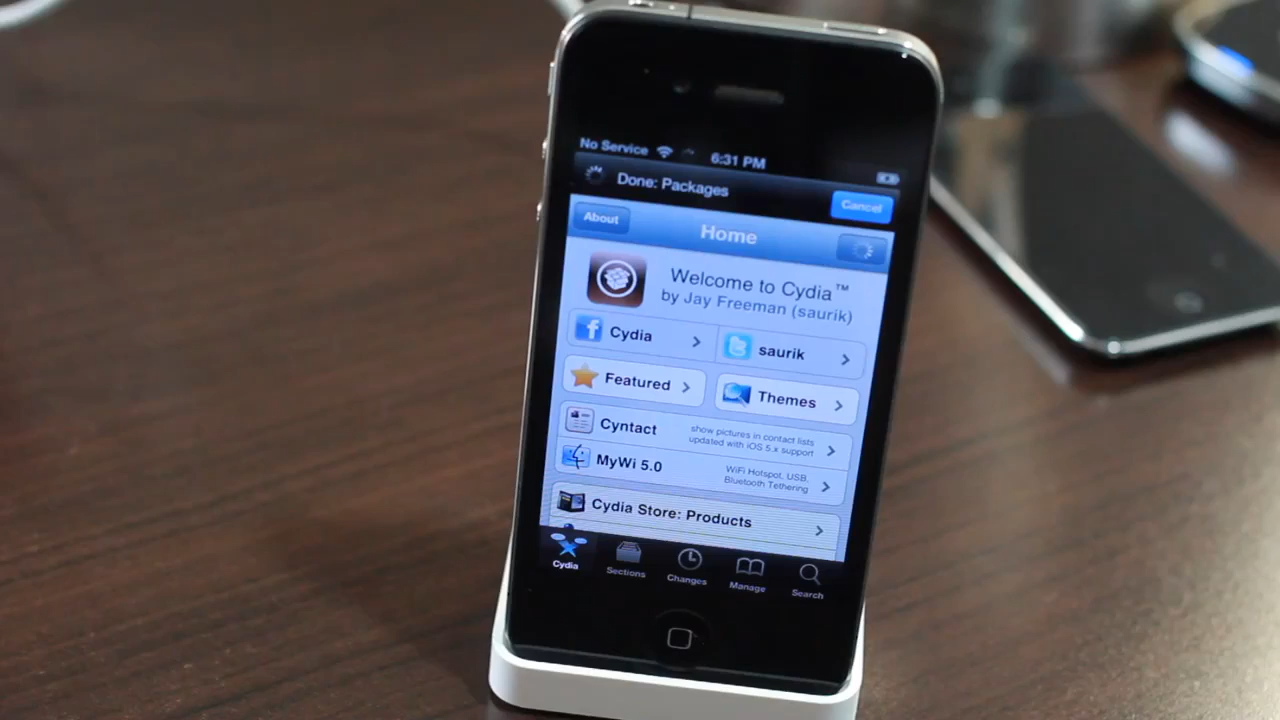 No Service 6:31 PM
Done: Packages Cancel
About Home
Welcome to Cydia™
by Jay Freeman (saurik)
Cydia saurik
Featured Themes
Cyntact show pictures in contact lists
updated with iOS 5.x support
MyWi 5.0 WiFi Hotspot, USB,
Bluetooth Tethering
Cydia Store: Products
Cydia Sections Changes Manage Search